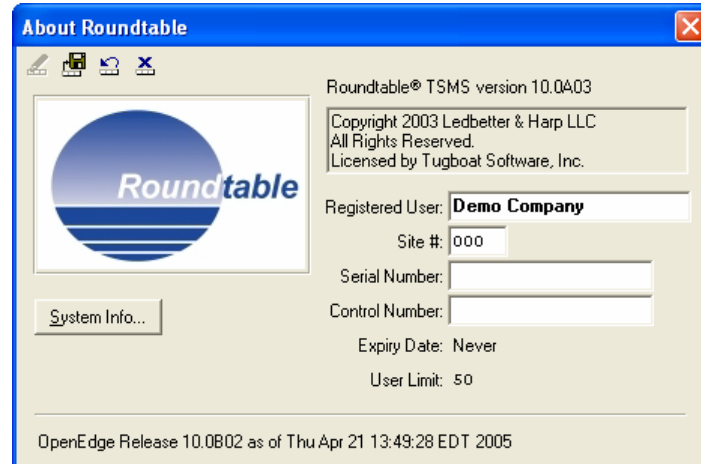 About Roundtable
Roundtable® TSMS version 10.0A03
Copyright 2003 Ledbetter & Harp LLC
All Rights Reserved.
Licensed by Tugboat Software, Inc.
Roundtable
Registered User: Demo Company
Site #: 000
Serial Number:
Control Number:
System Info...
Expiry Date: Never
User Limit: 50
OpenEdge Release 10.0B02 as of Thu Apr 21 13:49:28 EDT 2005